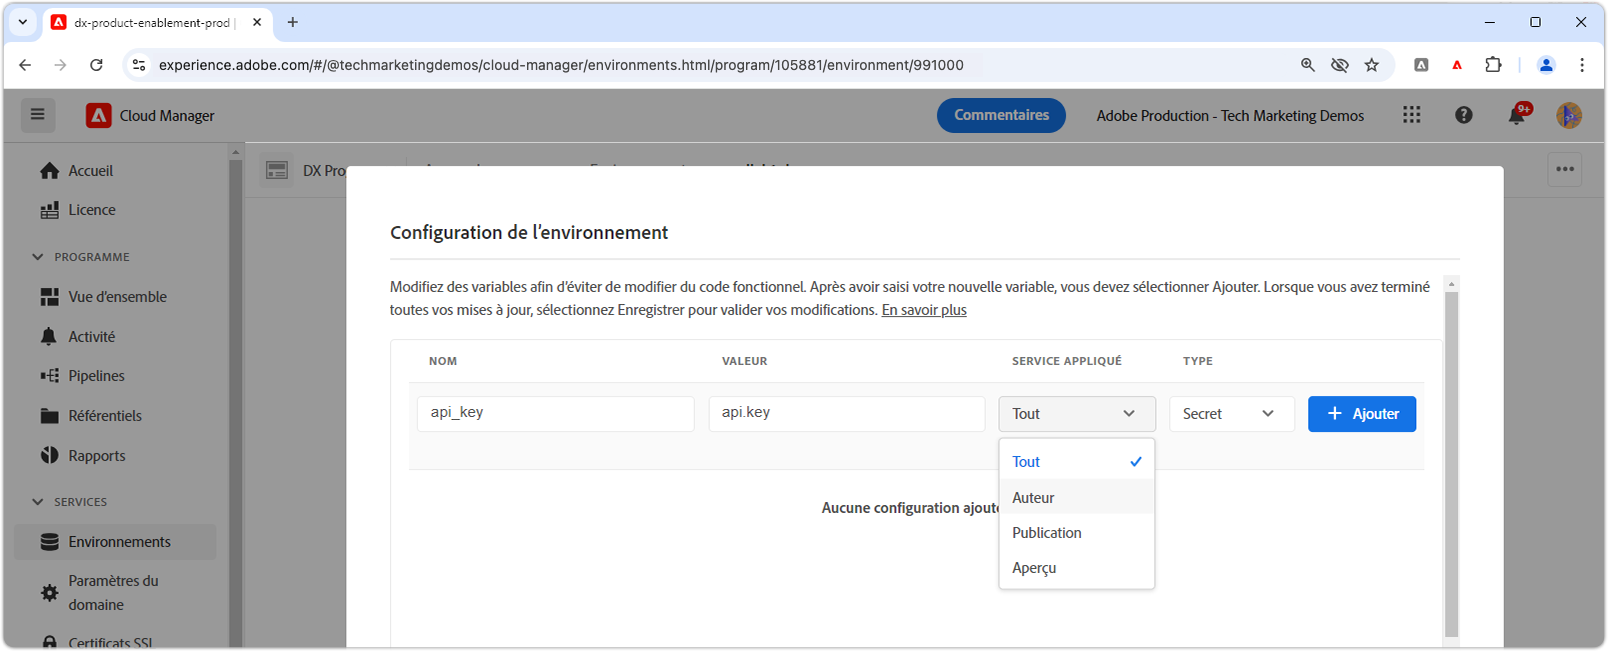 dx-product-enablement-prod
experience.adobe.com/#/@techmarketingdemos/cloud-manager/environments.html/program/105881/environment/991000
Cloud Manager
Commentaires
Adobe Production - Tech Marketing Demos
9+
Accueil
Licence
PROGRAMME
Vue d'ensemble
Activité
Pipelines
Référentiels
Rapports
SERVICES
Environnements
Paramètres du
domaine
Certificats SSL
DX Pro
Configuration de l'environnement
Modifiez des variables afin d'éviter de modifier du code fonctionnel. Après avoir saisi votre nouvelle variable, vous devez sélectionner Ajouter. Lorsque vous avez terminé
toutes vos mises à jour, sélectionnez Enregistrer pour valider vos modifications. En savoir plus
NOM VALEUR SERVICE APPLIQUÉ TYPE
api_key api.key Tout Secret Ajouter
Tout
Auteur
Aucune configuration ajouté
Publication
Aperçu